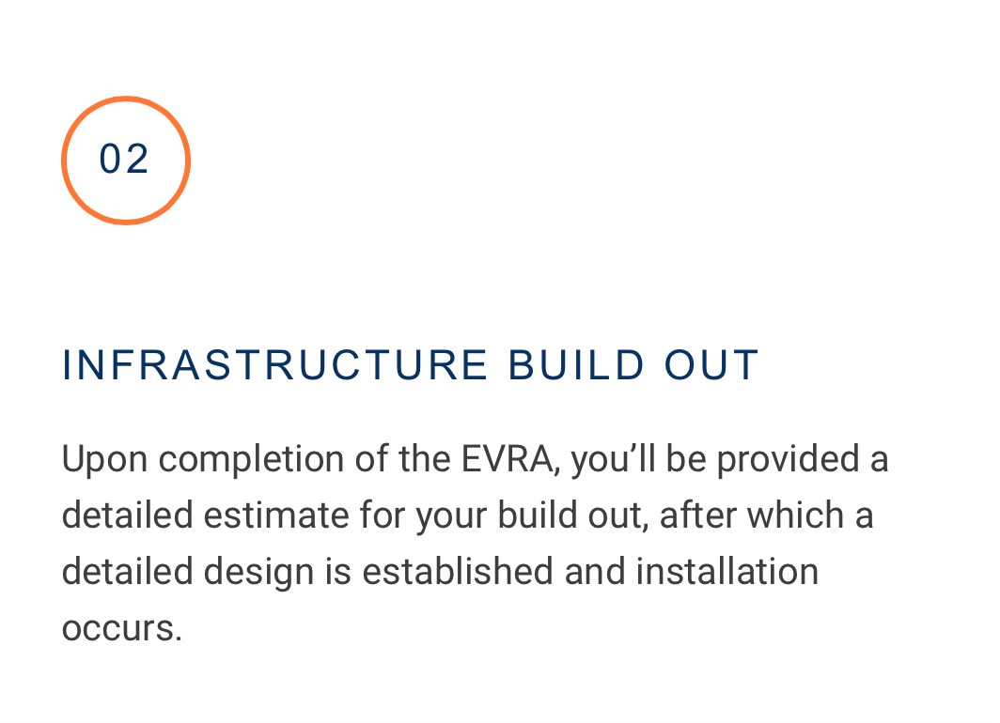 02
INFRASTRUCTURE BUILD OUT
Upon completion of the EVRA, you’ll be provided a
detailed estimate for your build out, after which a
detailed design is established and installation
occurs.